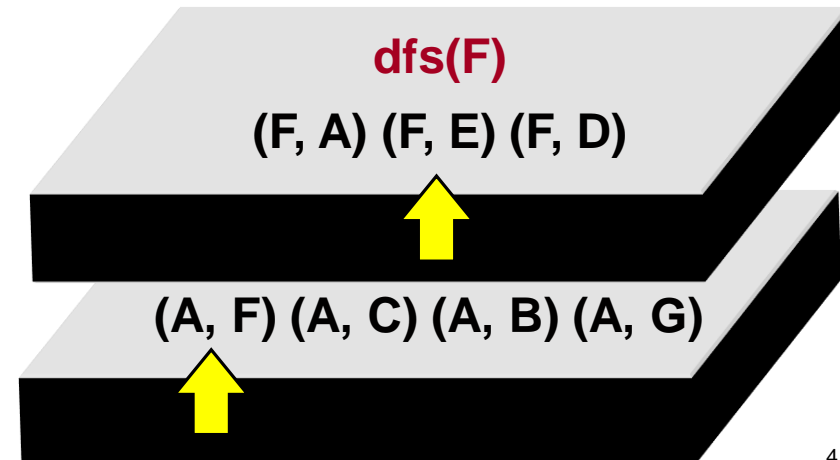 dfs(F)
(F, A) (F, E) (F, D)
(A, F) (A, C) (A, B) (A, G)
4